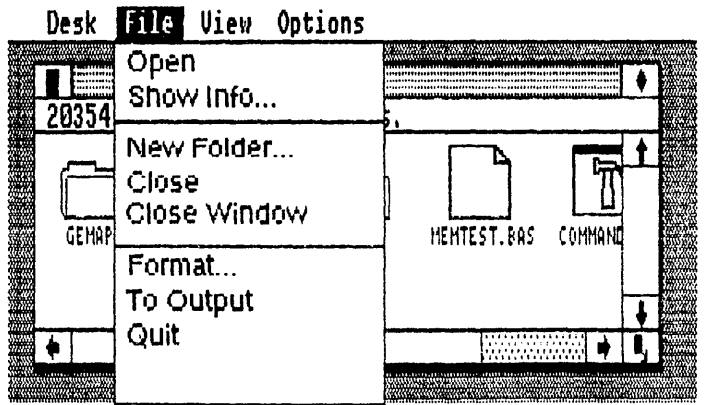 Desk File View Options
Open
Show Info...
20354
s.
New Folder...
Close
Close Window
GEMAP
MEMTEST.BAS
COMMAND
Format...
To Output
Quit